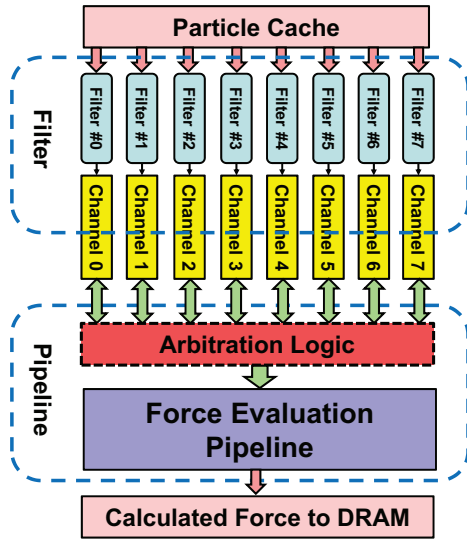 Particle Cache
Filter
Filter #0
Filter #1
Filter #2
Filter #3
Filter #4
Filter #5
Filter #6
Filter #7
Channel 0
Channel 1
Channel 2
Channel 3
Channel 4
Channel 5
Channel 6
Channel 7
Pipeline
Arbitration Logic
Force Evaluation
Pipeline
Calculated Force to DRAM